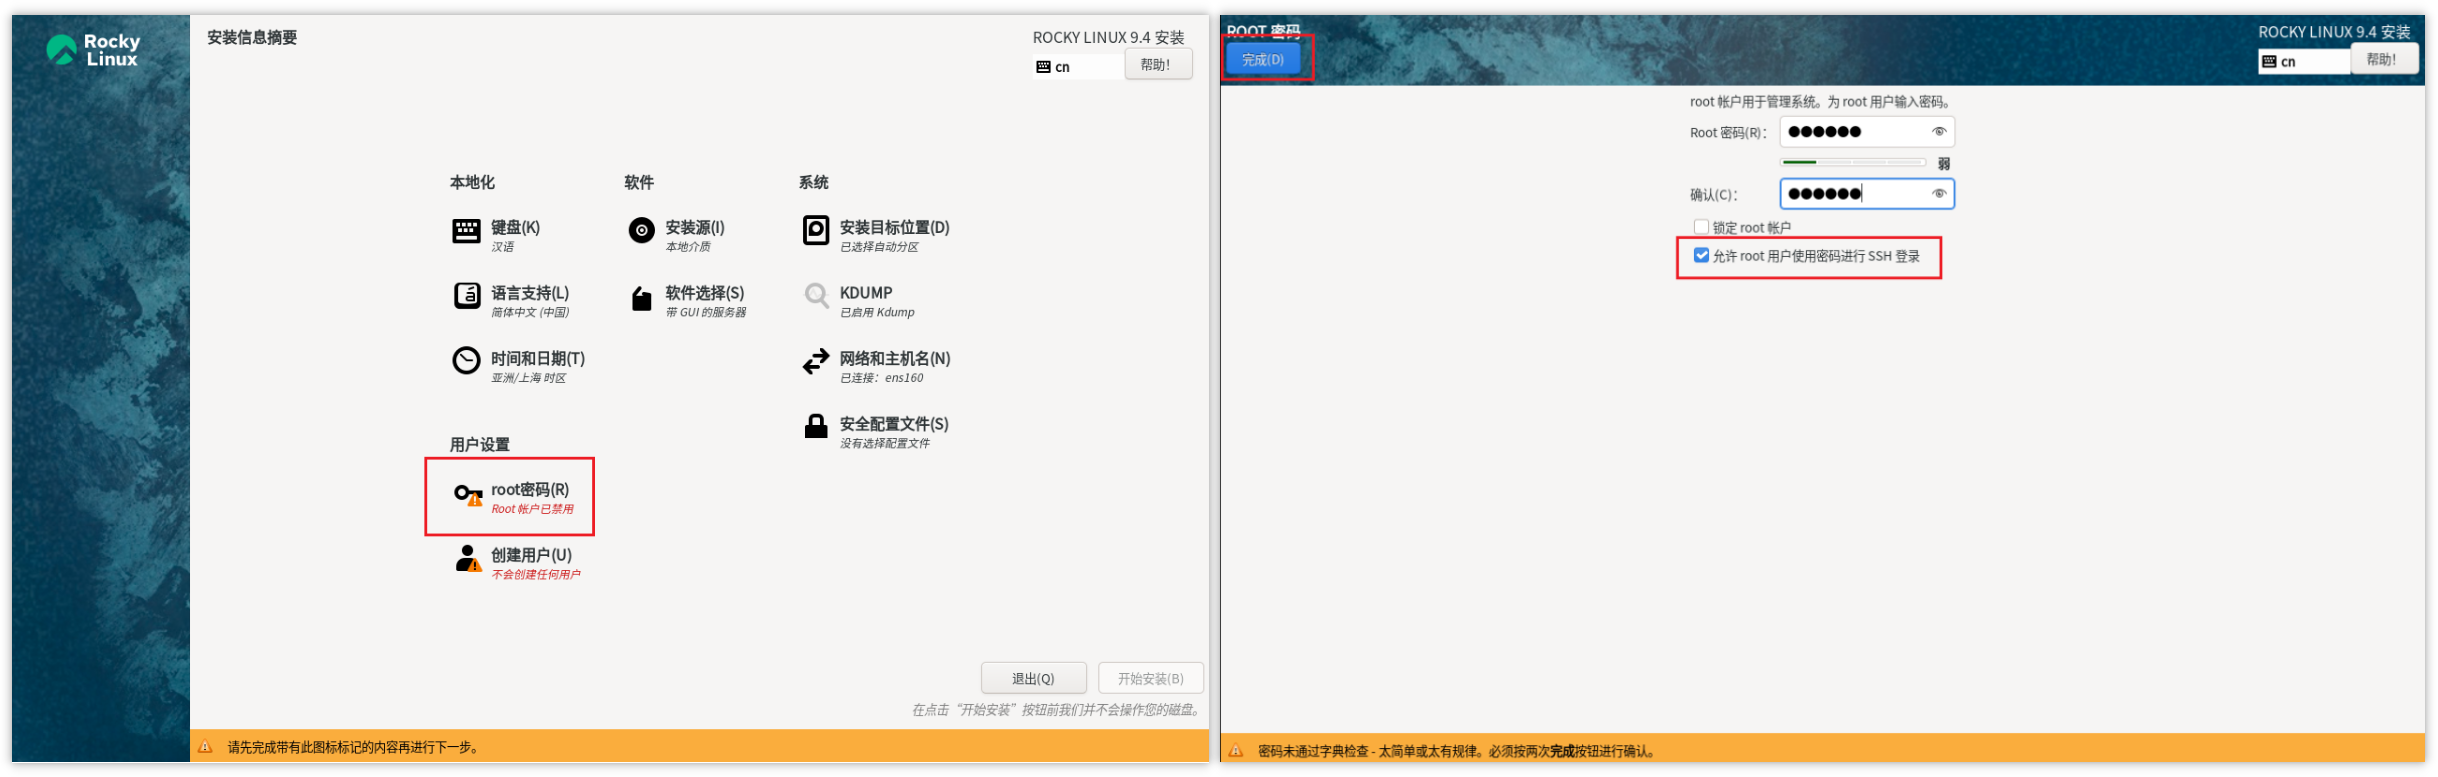 Rocky
Linux
安装信息摘要
ROCKY LINUX 9.4 安装
cn
帮助!
本地化
软件
系统
键盘(K)
汉语
安装源(I)
本地介质
安装目标位置(D)
已选择自动分区
语言支持(L)
简体中文 (中国)
软件选择(S)
带 GUI 的服务器
KDUMP
已启用 Kdump
时间和日期(T)
亚洲/上海 时区
网络和主机名(N)
已连接：ens160
安全配置文件(S)
没有选择配置文件
用户设置
root密码(R)
Root 帐户已禁用
创建用户(U)
不会创建任何用户
退出(Q)
开始安装(B)
在点击“开始安装”按钮前我们并不会操作您的磁盘。
请先完成带有此图标标记的内容再进行下一步。
ROOT 密码
完成(D)
ROCKY LINUX 9.4 安装
cn
帮助!
root 帐户用于管理系统。为 root 用户输入密码。
Root 密码(R)：
弱
确认(C)：
锁定 root 帐户
允许 root 用户使用密码进行 SSH 登录
密码未通过字典检查 - 太简单或太有规律。必须按两次完成按钮进行确认。